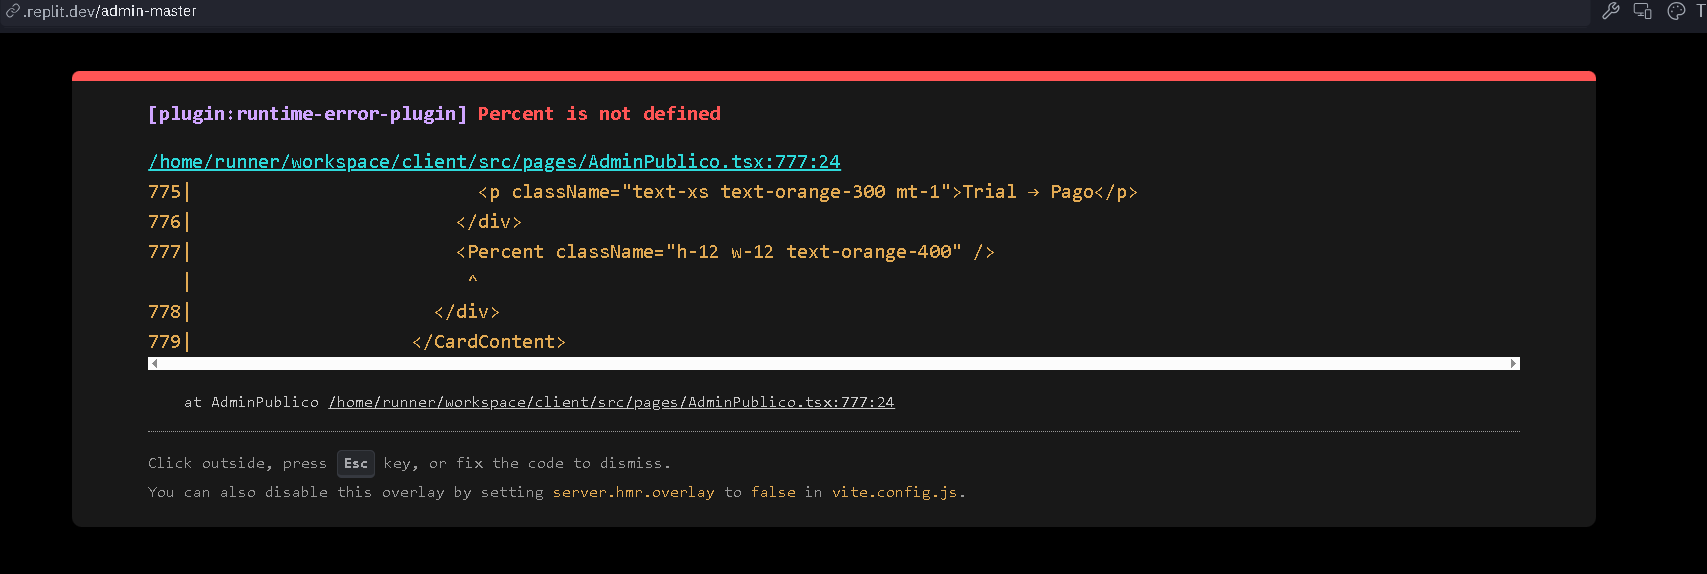 .replit.dev/admin-master
[plugin:runtime-error-plugin] Percent is not defined
/home/runner/workspace/client/src/pages/AdminPublico.tsx:777:24
775| <p className="text-xs text-orange-300 mt-1">Trial → Pago</p>
776| </div>
777| <Percent className="h-12 w-12 text-orange-400" />
| ^
778| </div>
779| </CardContent>
at AdminPublico /home/runner/workspace/client/src/pages/AdminPublico.tsx:777:24
Click outside, press Esc key, or fix the code to dismiss.
You can also disable this overlay by setting server.hmr.overlay to false in vite.config.js.